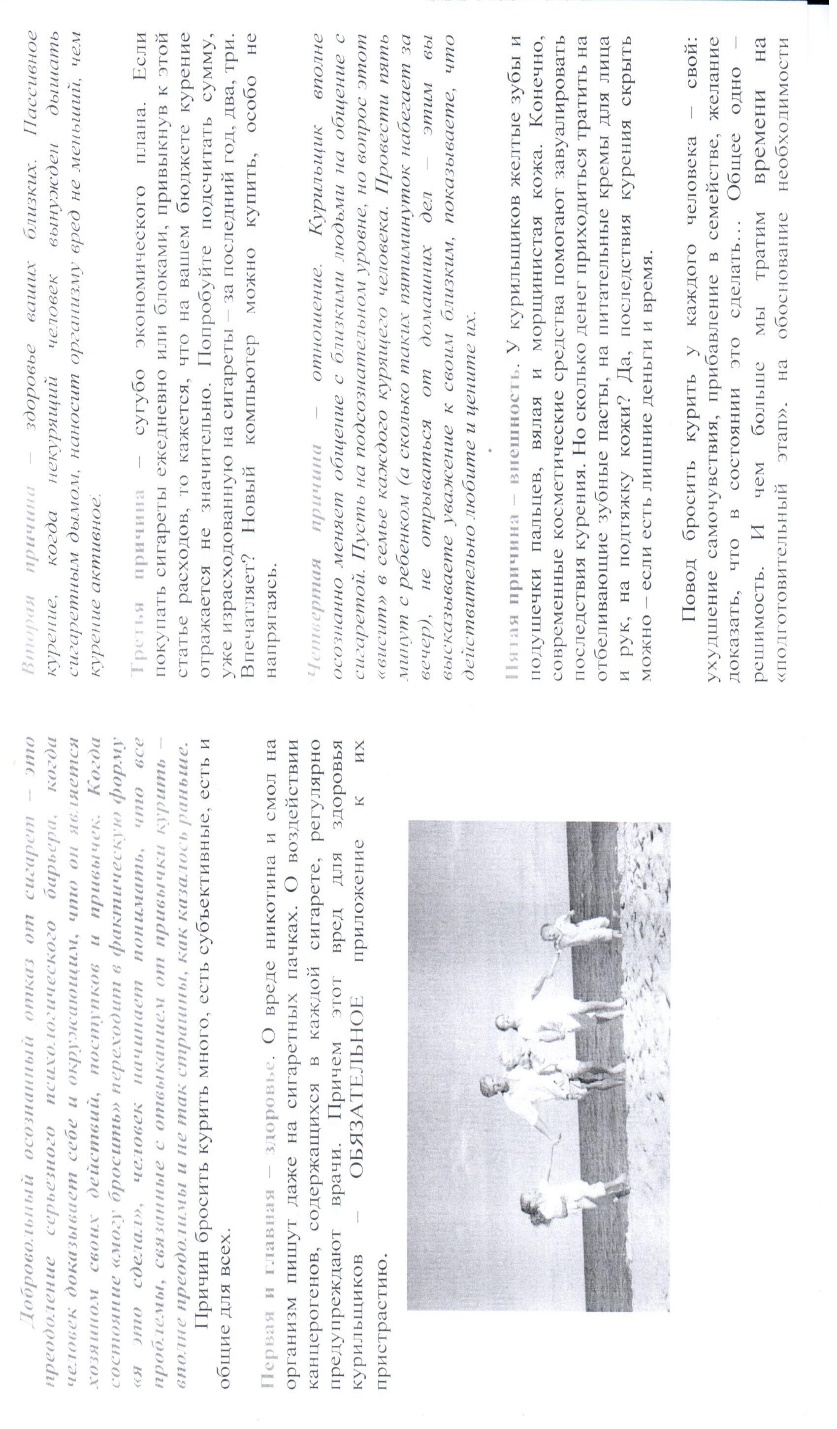 Добровольный осознанный отказ от сигарет – это
преодоление серьезного психологического барьера, когда
человек доказывает себе и окружающим, что он является
хозяином своих действий, поступков и привычек. Когда
состояние «могу бросить» переходит в фактическую форму
«я это сделал», человек начинает понимать, что все
проблемы, связанные с отвыканием от привычки курить –
вполне преодолимы и не так страшны, как казалось раньше.
Причин бросить курить много, есть субъективные, есть и
общие для всех.
Первая и главная – здоровье. О вреде никотина и смол на
организм пишут даже на сигаретных пачках. О воздействии
канцерогенов, содержащихся в каждой сигарете, регулярно
предупреждают врачи. Причем этот вред для здоровья
курильщиков – ОБЯЗАТЕЛЬНОЕ приложение к их
пристрастию.
Вторая причина – здоровье ваших близких. Пассивное
курение, когда некурящий человек вынужден дышать
сигаретным дымом, наносит организму вред не меньший, чем
курение активное.
Третья причина – сугубо экономического плана. Если
покупать сигареты ежедневно или блоками, привыкнув к этой
статье расходов, то кажется, что на вашем бюджете курение
отражается не значительно. Попробуйте подсчитать сумму,
уже израсходованную на сигареты – за последний год, два, три.
Впечатляет? Новый компьютер можно купить, особо не
напрягаясь.
Четвертая причина – отношение. Курильщик вполне
осознанно меняет общение с близкими людьми на общение с
сигаретой. Пусть на подсознательном уровне, но вопрос этот
«висит» в семье каждого курящего человека. Провести пять
минут с ребенком (а сколько таких пятиминуток набегает за
вечер), не отрываться от домашних дел – этим вы
высказываете уважение к своим близким, показываете, что
действительно любите и цените их.
Пятая причина – внешность. У курильщиков желтые зубы и
подушечки пальцев, вялая и морщинистая кожа. Конечно,
современные косметические средства помогают завуалировать
последствия курения. Но сколько денег приходиться тратить на
отбеливающие зубные пасты, на питательные кремы для лица
и рук, на подтяжку кожи? Да, последствия курения скрыть
можно – если есть лишние деньги и время.
Повод бросить курить у каждого человека – свой:
ухудшение самочувствия, прибавление в семействе, желание
доказать, что в состоянии это сделать… Общее одно –
решимость. И чем больше мы тратим времени на
«подготовительный этап». на обоснование необходимости